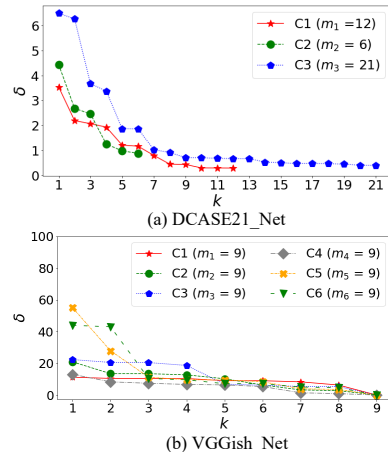 6
5
4
3
2
1
0
δ
C1 (m₁ =12)
C2 (m₂ = 6)
C3 (m₃ = 21)
1 3 5 7 9 11 13 15 17 19 21
k
(a) DCASE21_Net
100
80
60
40
20
0
δ
C1 (m₁ = 9) C4 (m₄ = 9)
C2 (m₂ = 9) C5 (m₅ = 9)
C3 (m₃ = 9) C6 (m₆ = 9)
1 2 3 4 5 6 7 8 9
k
(b) VGGish_Net